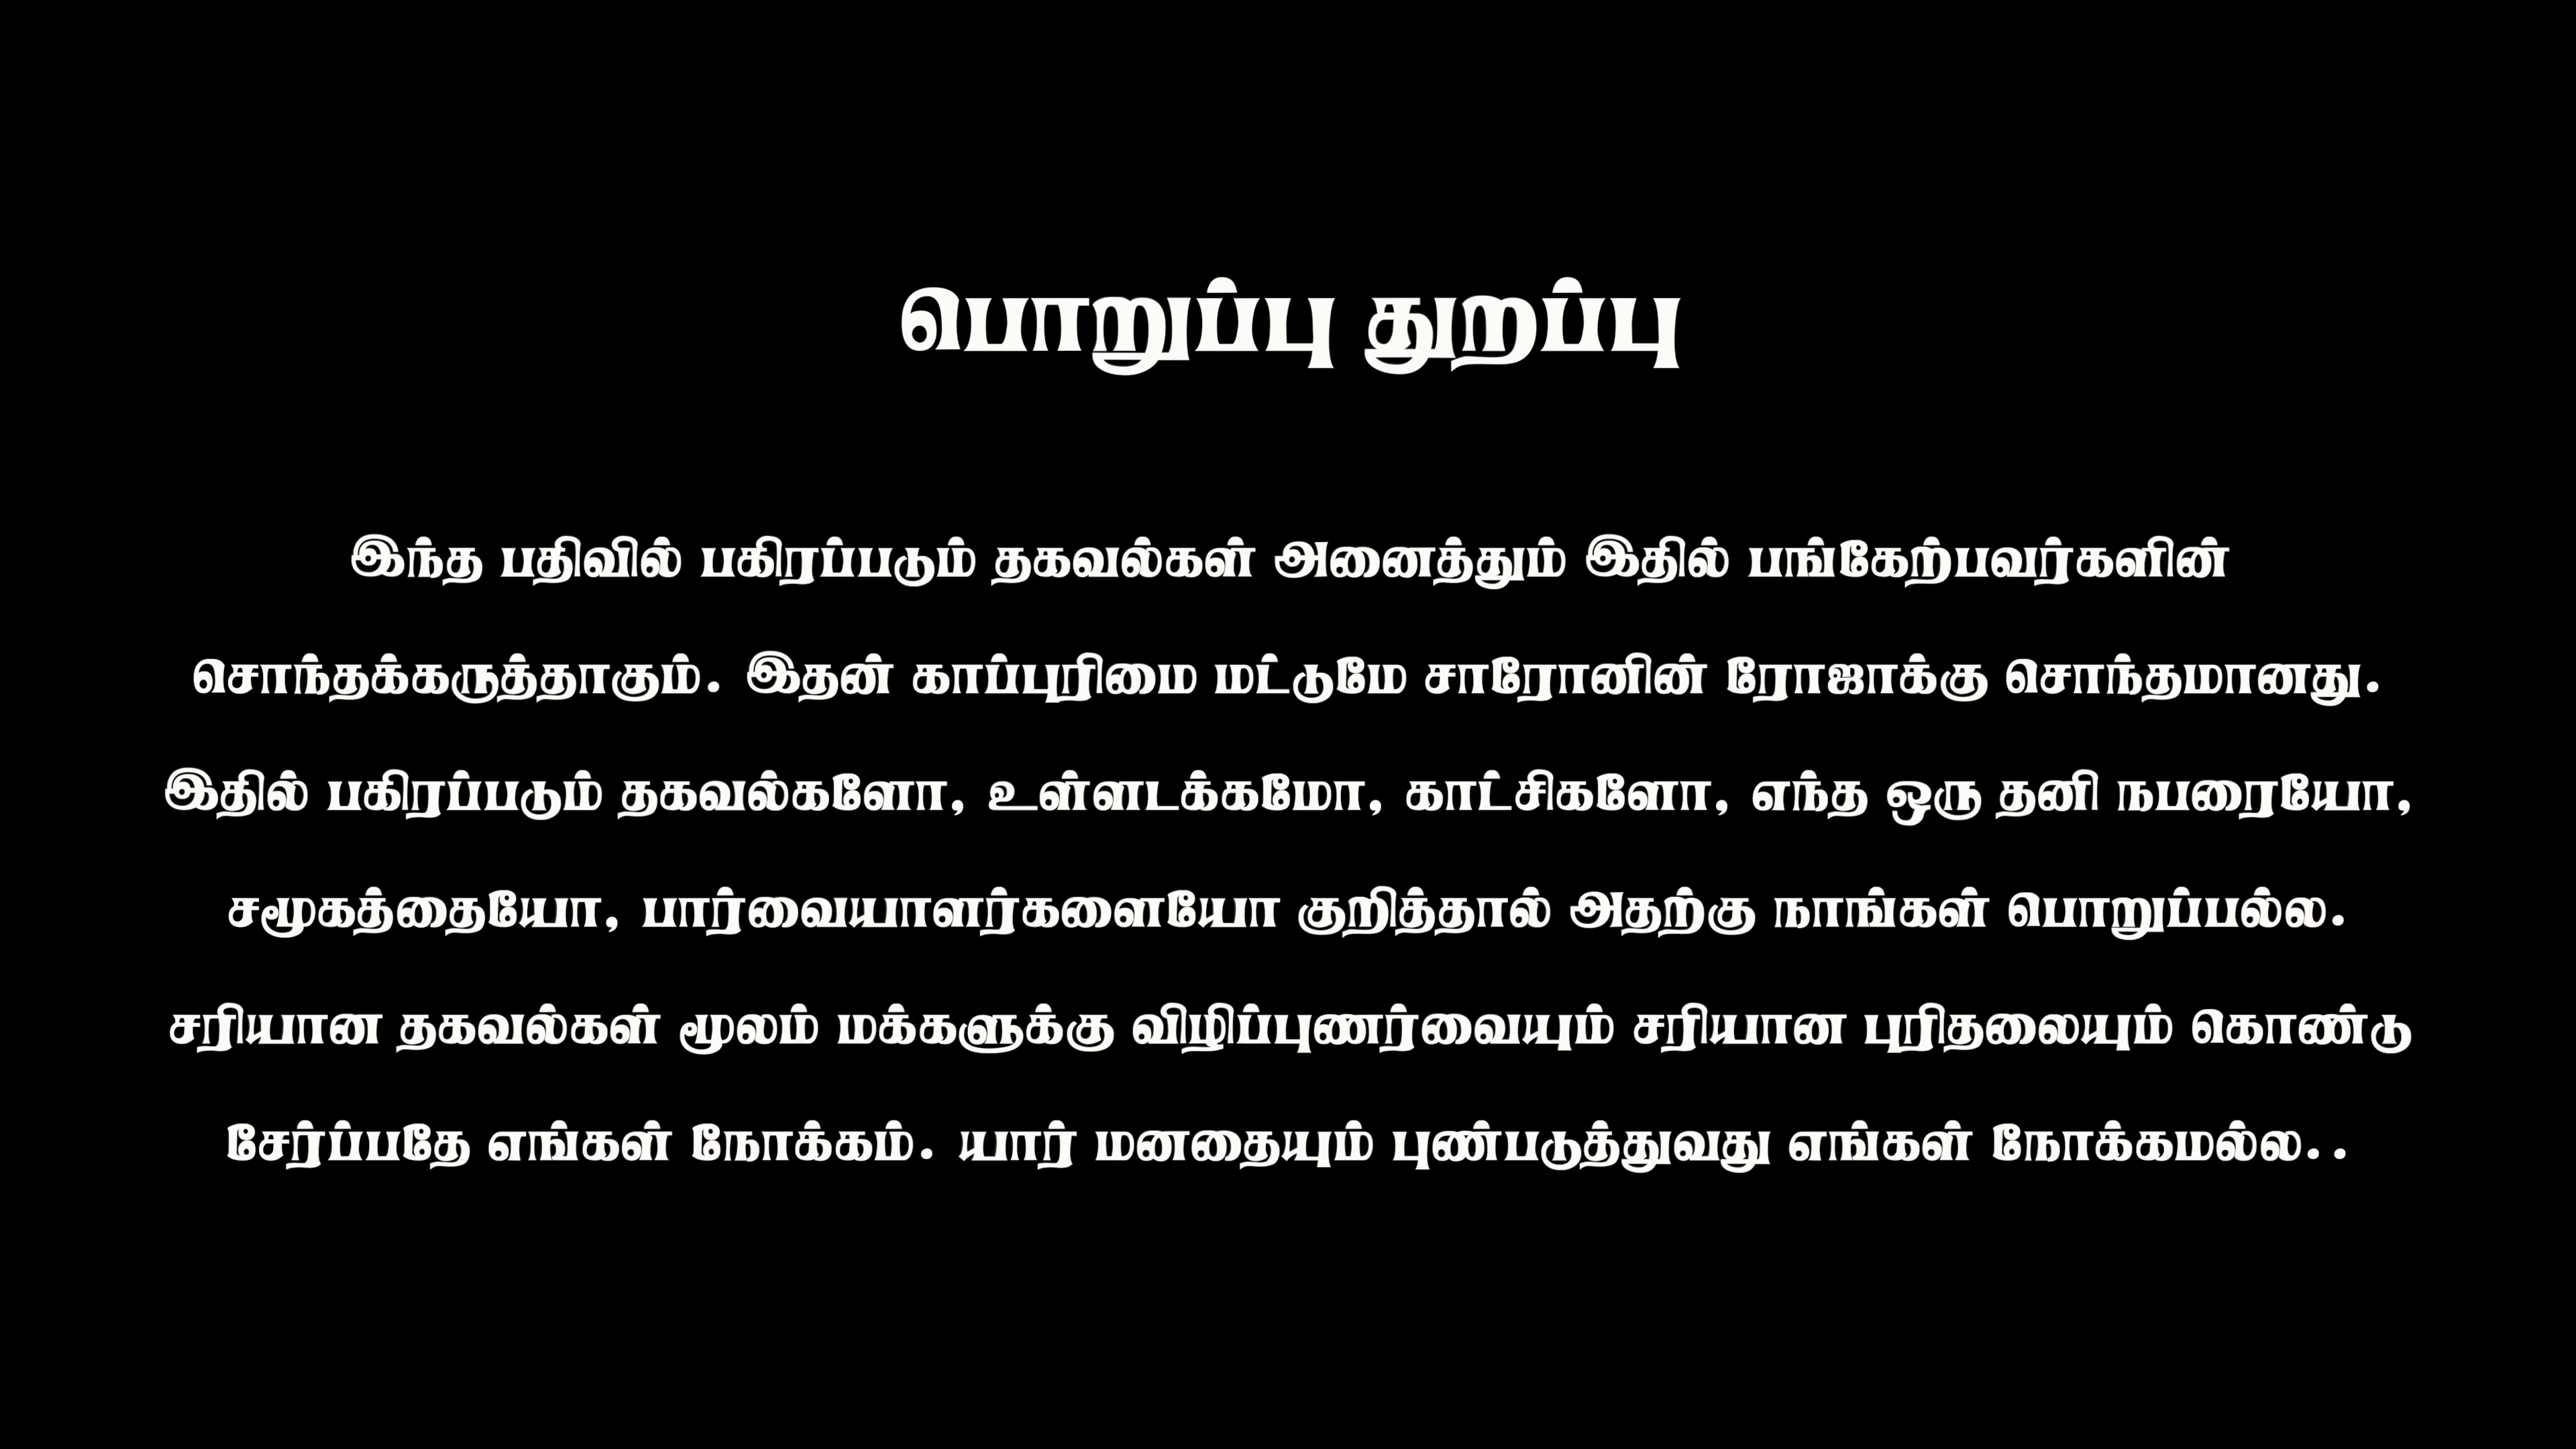 பொறுப்பு துறப்பு
இந்த பதிவில் பகிரப்படும் தகவல்கள் அனைத்தும் இதில் பங்கேற்பவர்களின்
சொந்தக்கருத்தாகும். இதன் காப்புரிமை மட்டுமே சாரோனின் ரோஜாக்கு சொந்தமானது.
இதில் பகிரப்படும் தகவல்களோ, உள்ளடக்கமோ, காட்சிகளோ, எந்த ஒரு தனி நபரையோ,
சமூகத்தையோ, பார்வையாளர்களையோ குறித்தால் அதற்கு நாங்கள் பொறுப்பல்ல.
சரியான தகவல்கள் மூலம் மக்களுக்கு விழிப்புணர்வையும் சரியான புரிதலையும் கொண்டு
சேர்ப்பதே எங்கள் நோக்கம். யார் மனதையும் புண்படுத்துவது எங்கள் நோக்கமல்ல..